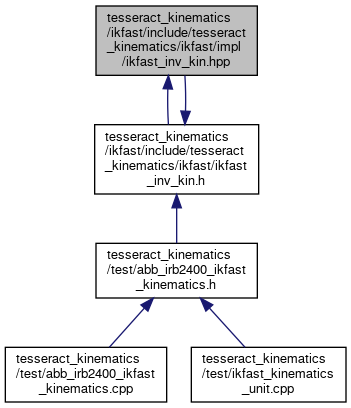 tesseract_kinematics
/ikfast/include/tesseract
_kinematics/ikfast/impl
/ikfast_inv_kin.hpp
tesseract_kinematics
/ikfast/include/tesseract
_kinematics/ikfast/ikfast
_inv_kin.h
tesseract_kinematics
/test/abb_irb2400_ikfast
_kinematics.h
tesseract_kinematics
/test/abb_irb2400_ikfast
_kinematics.cpp
tesseract_kinematics
/test/ikfast_kinematics
_unit.cpp